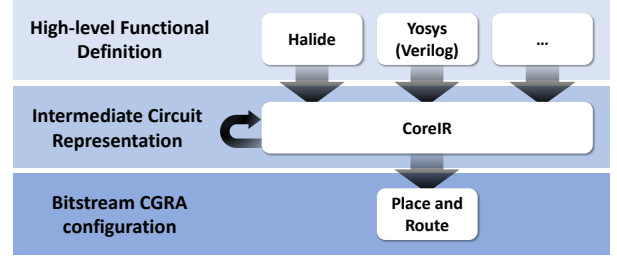 High-level Functional
Definition
Halide
Yosys
(Verilog)
...
Intermediate Circuit
Representation
CoreIR
Bitstream CGRA
configuration
Place and
Route